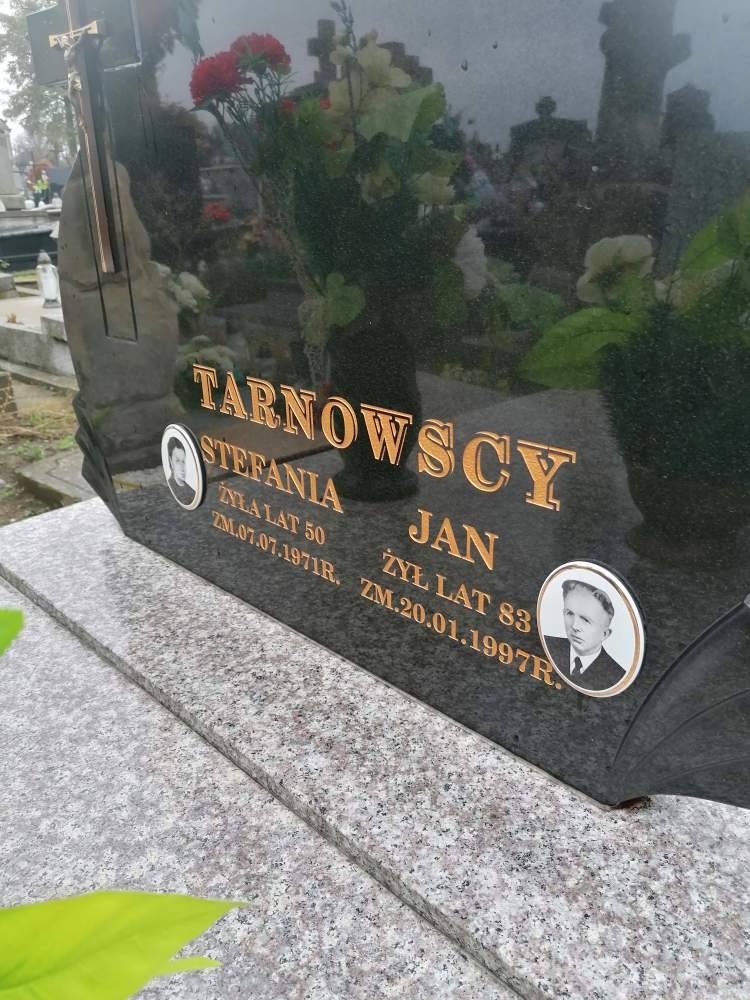 TARNOWSCY
STEFANIA
ŻYŁA LAT 50
ZM.07.07.1971R.
JAN
ŻYŁ LAT 83
ZM.20.01.1997R.